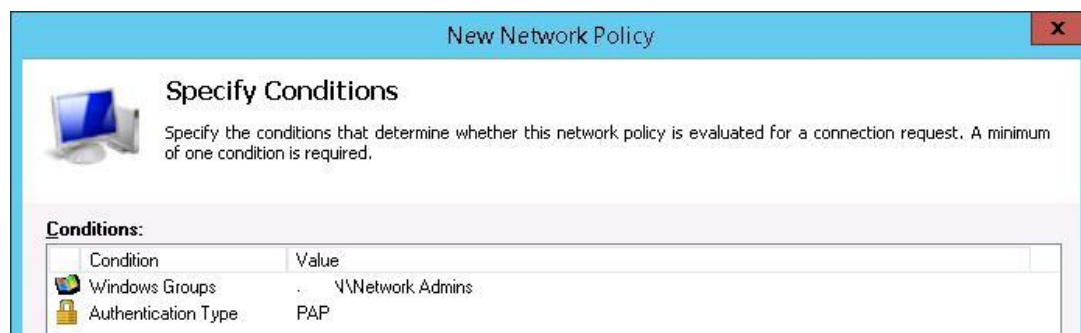 New Network Policy
x
Specify Conditions
Specify the conditions that determine whether this network policy is evaluated for a connection request. A minimum
of one condition is required.
Conditions:
Condition Value
Windows Groups \Network Admins
Authentication Type PAP